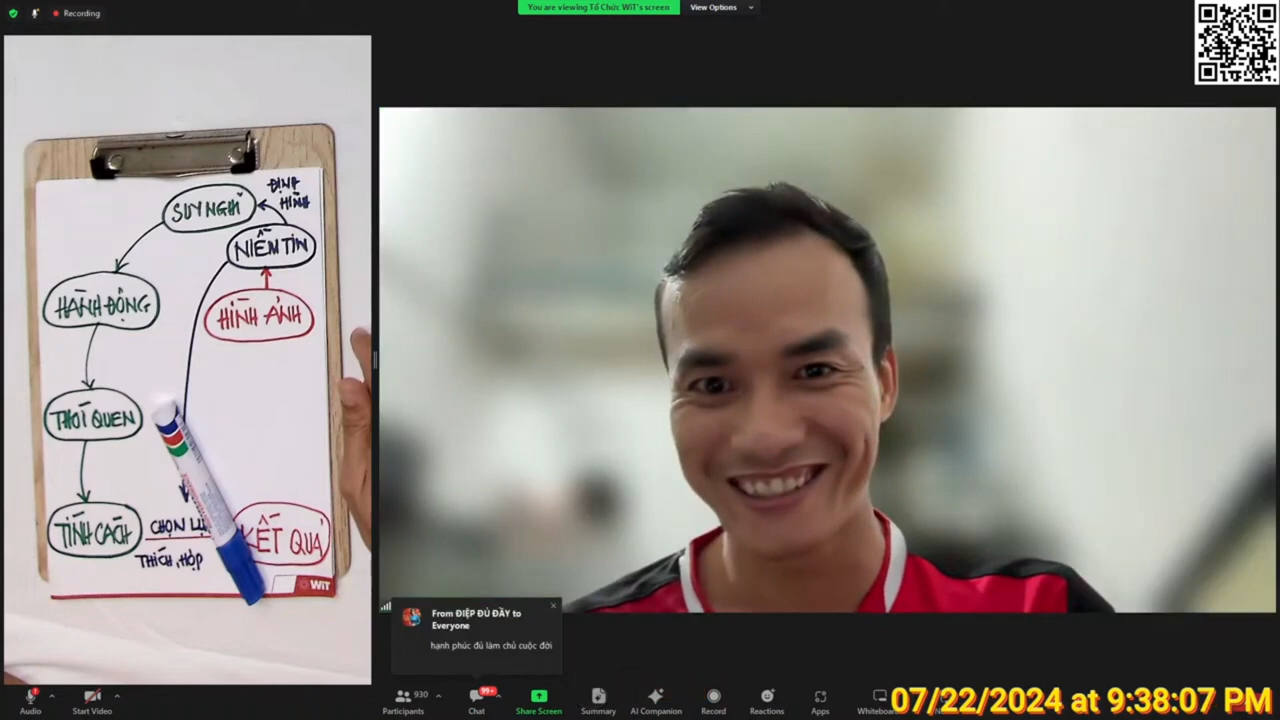 Recording
You are viewing Tổ Chức WiT's screen
View Options
ĐỊNH
HÌNH
SUY NGHĨ
NIỀM TIN
HÀNH ĐỘNG
HÌNH ẢNH
THÓI QUEN
TÍNH CÁCH
CHỌN LỰ
THÍCH, HỢP
KẾT QUẢ
WiT
From ĐIỆP ĐỦ ĐẦY to
Everyone
hạnh phúc đủ làm chủ cuộc đời
Audio
Start Video
930
Participants
99+
Chat
Share Screen
Summary
AI Companion
Record
Reactions
Apps
07/22/2024 at 9:38:07 PM